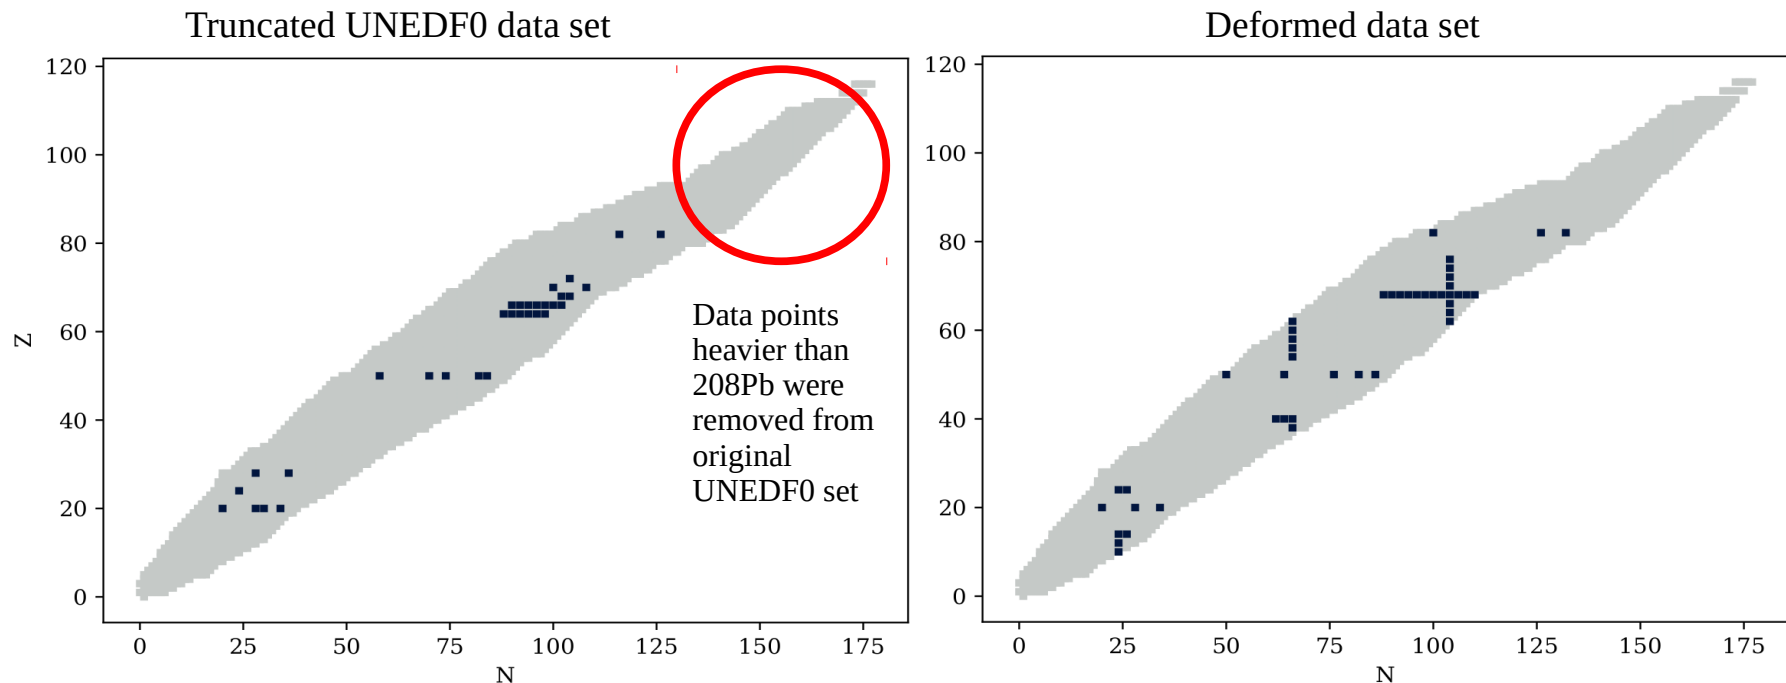 Truncated UNEDF0 data set
120
100
80
60
40
20
0
Z
0 25 50 75 100 125 150 175
N
Data points
heavier than
208Pb were
removed from
original
UNEDF0 set
Deformed data set
120
100
80
60
40
20
0
0 25 50 75 100 125 150 175
N